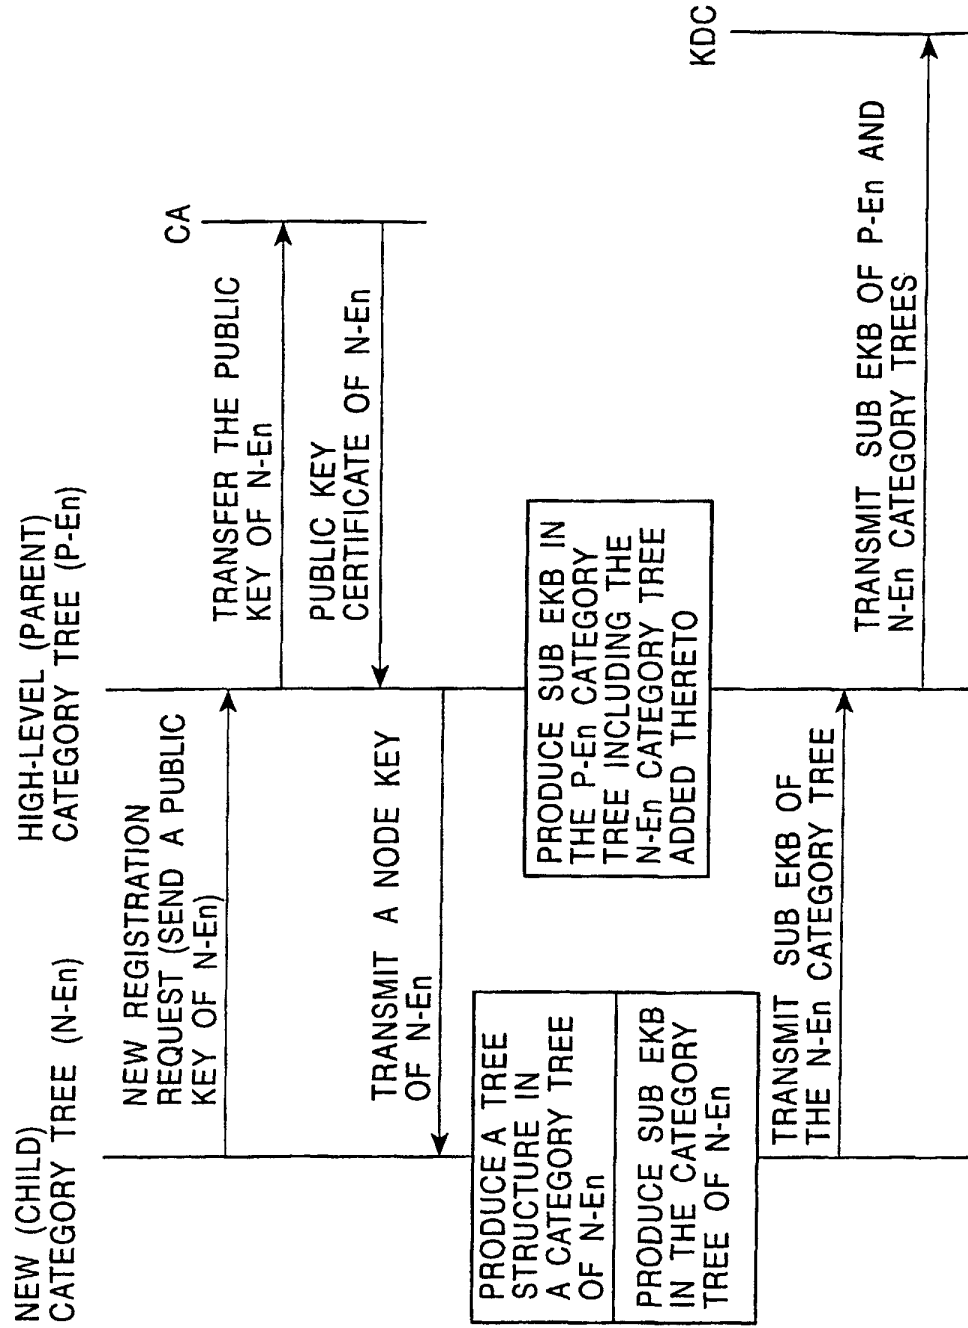 NEW (CHILD)
CATEGORY TREE (N-En)
HIGH-LEVEL (PARENT)
CATEGORY TREE (P-En)
CA
KDC
NEW REGISTRATION
REQUEST (SEND A PUBLIC
KEY OF N-En)
TRANSFER THE PUBLIC
KEY OF N-En
PUBLIC KEY
CERTIFICATE OF N-En
TRANSMIT A NODE KEY
OF N-En
PRODUCE A TREE
STRUCTURE IN
A CATEGORY TREE
OF N-En
PRODUCE SUB EKB
IN THE CATEGORY
TREE OF N-En
PRODUCE SUB EKB IN
THE P-En CATEGORY
TREE INCLUDING THE
N-En CATEGORY TREE
ADDED THERETO
TRANSMIT SUB EKB OF
THE N-En CATEGORY TREE
TRANSMIT SUB EKB OF P-En AND
N-En CATEGORY TREES